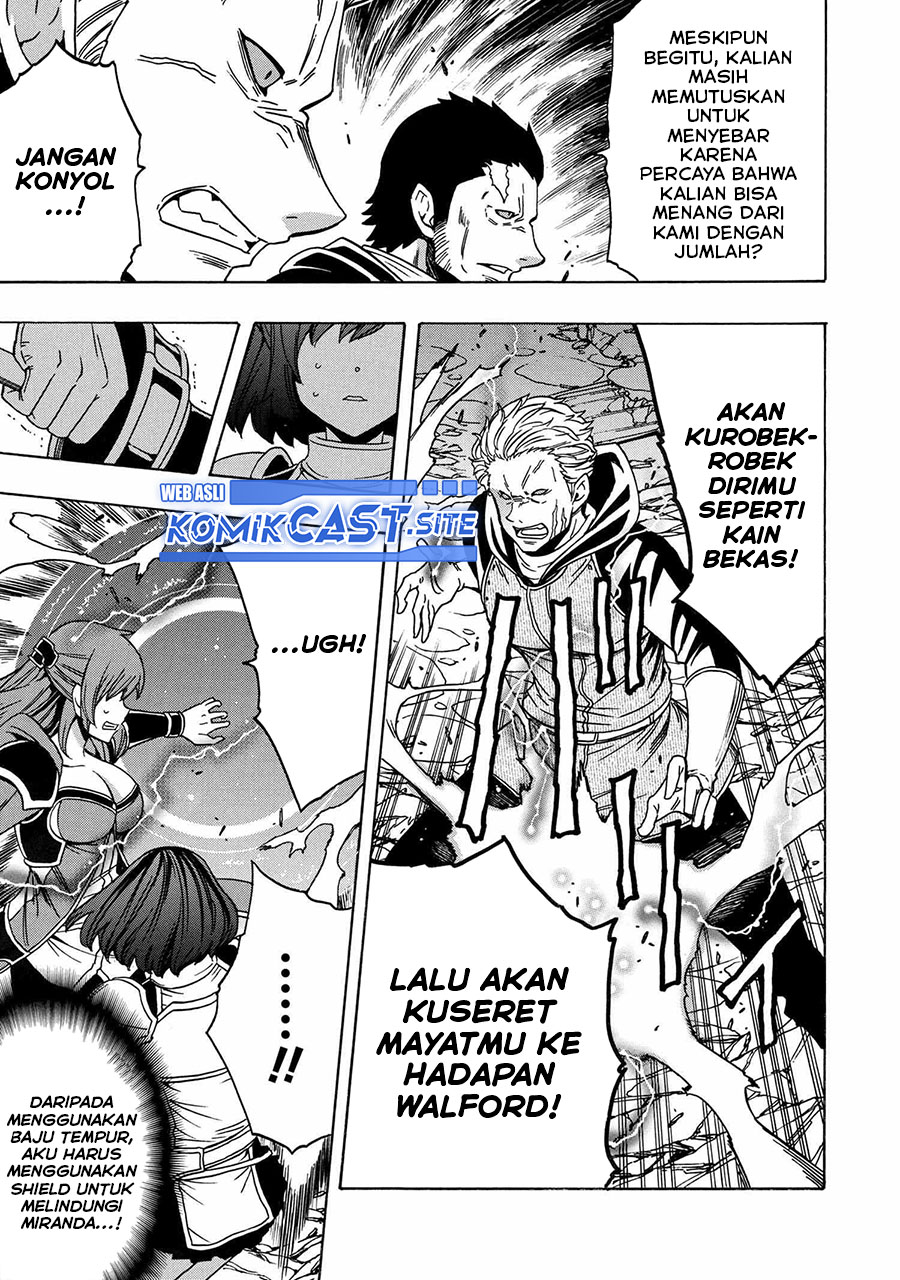 MESKIPUN
BEGITU, KALIAN
MASIH
MEMUTUSKAN
UNTUK
MENYEBAR
KARENA
PERCAYA BAHWA
KALIAN BISA
MENANG DARI
KAMI DENGAN
JUMLAH?
JANGAN
KONYOL
...!
AKAN
KUROBEK-
ROBEK
DIRIMU
SEPERTI
KAIN
BEKAS!
WEB ASLI
KOMIKCAST.SITE
LALU AKAN
KUSERET
MAYATMU KE
HADAPAN
WALFORD!
...UGH!
......!!
DARIPADA
MENGGUNAKAN
BAJU TEMPUR,
AKU HARUS
MENGGUNAKAN
SHIELD UNTUK
MELINDUNGI
MIRANDA...!